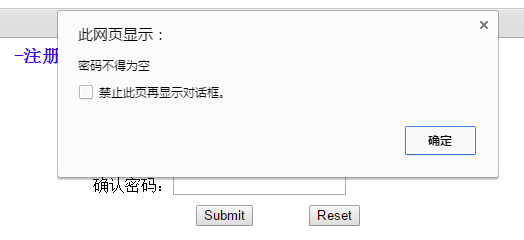 此网页显示：
×
-注册
密码不得为空
禁止此页再显示对话框。
确定
确认密码：
Submit
Reset